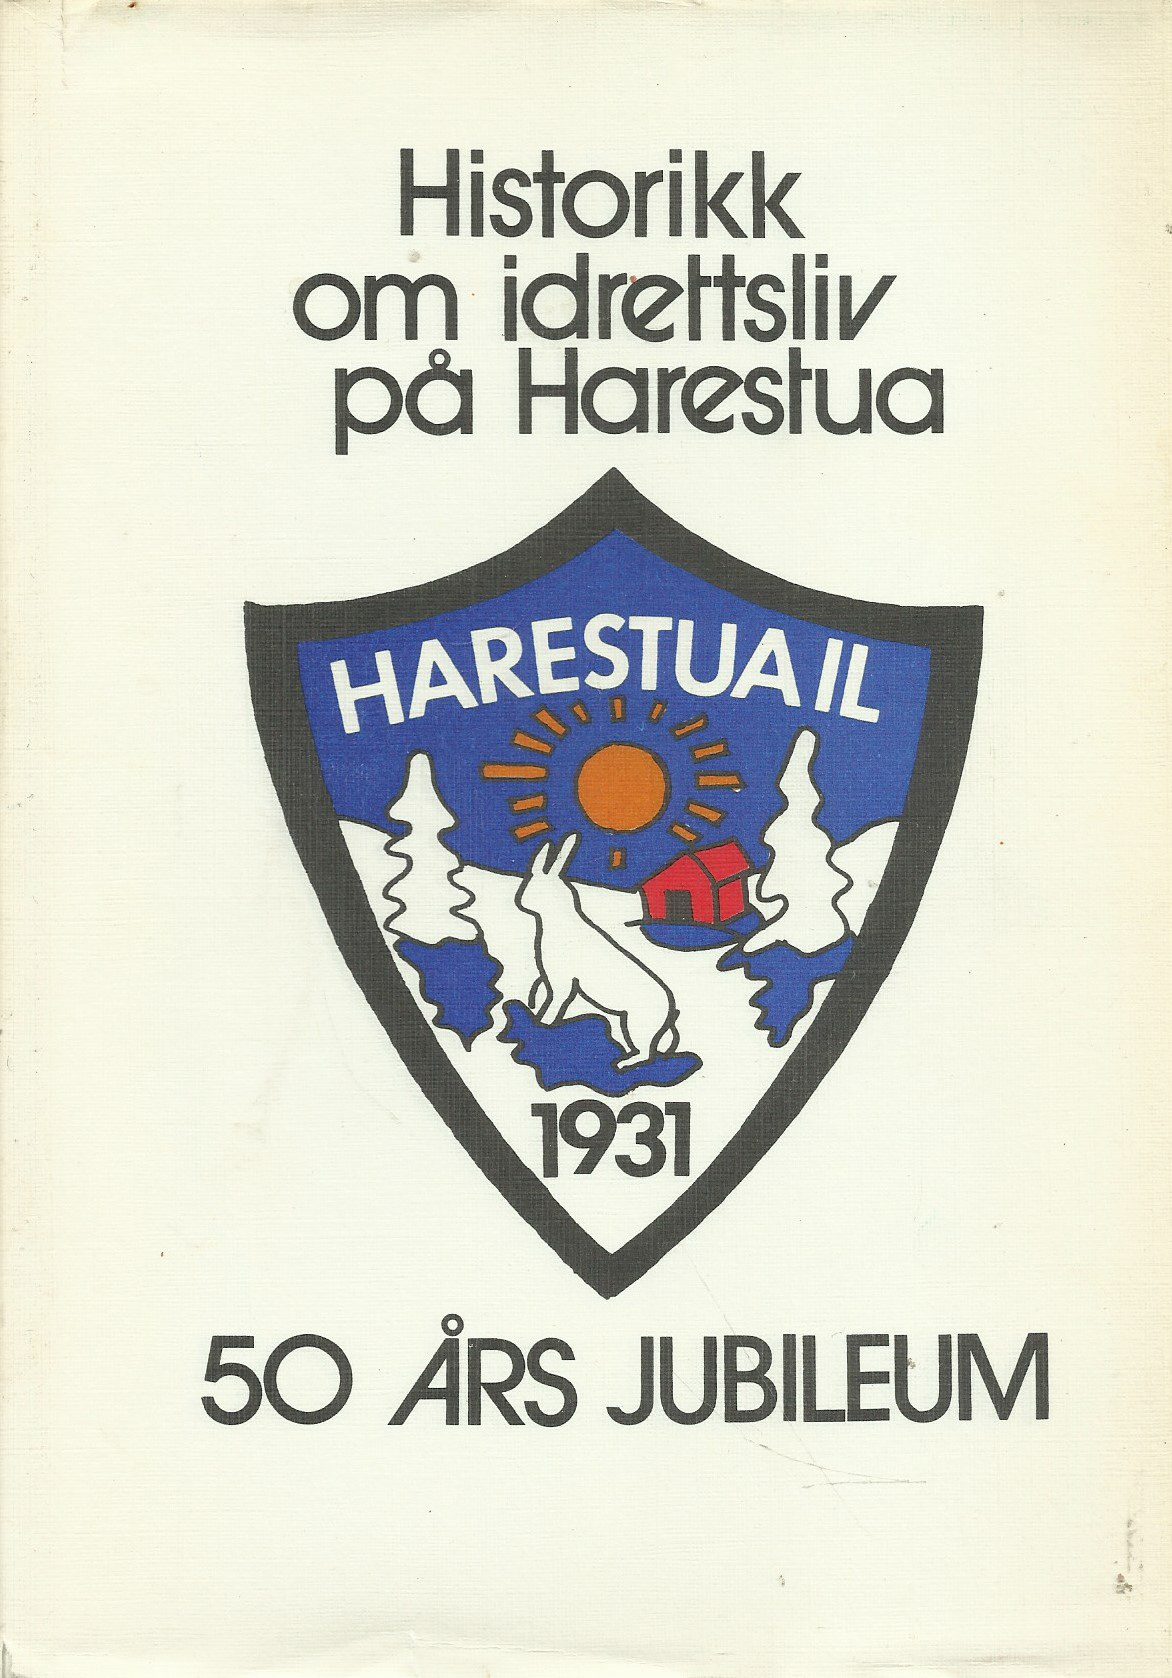 Historikk
om idrettsliv
på Harestua
HARESTUA IL
1931
50 ÅRS JUBILEUM